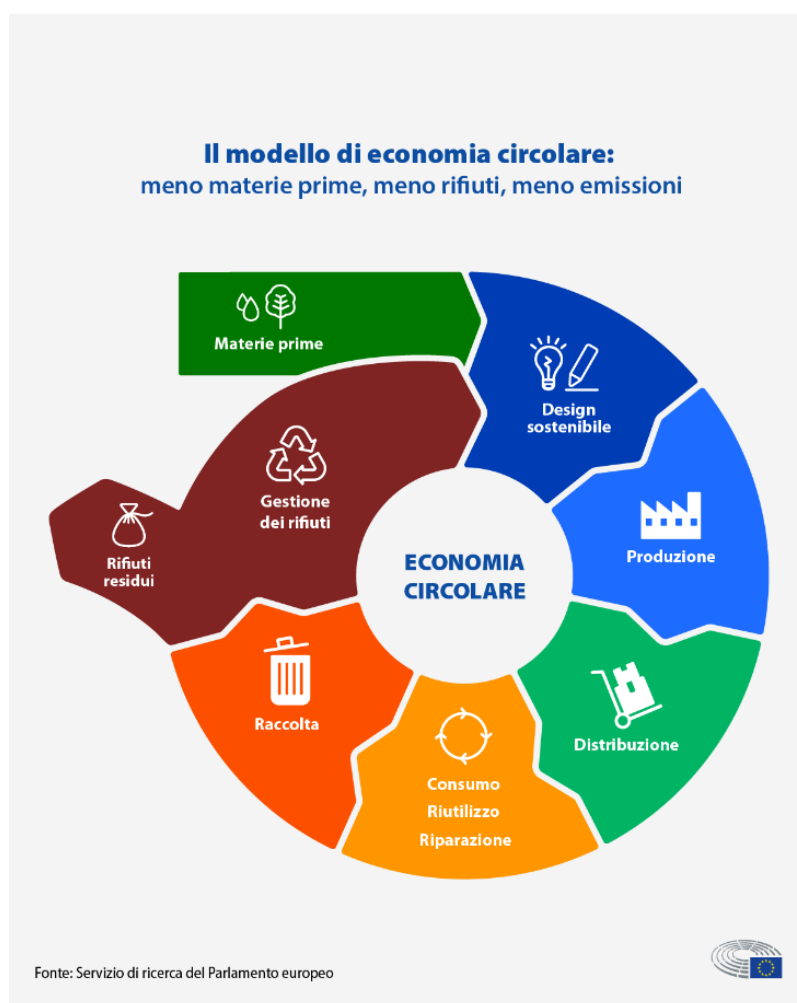 Il modello di economia circolare:
meno materie prime, meno rifiuti, meno emissioni
Materie prime
Design
sostenibile
Produzione
Distribuzione
Consumo
Riutilizzo
Riparazione
Raccolta
Gestione
dei rifiuti
Rifiuti
residui
ECONOMIA
CIRCOLARE
Fonte: Servizio di ricerca del Parlamento europeo